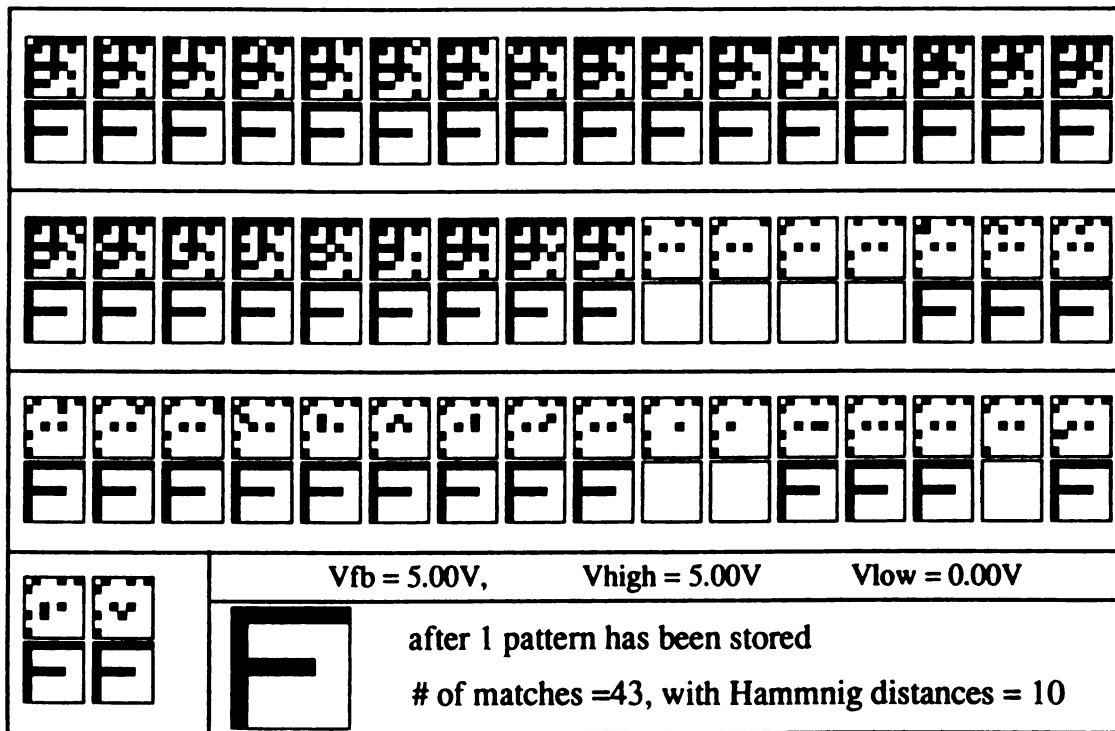 Vfb = 5.00V, Vhigh = 5.00V Vlow = 0.00V
after 1 pattern has been stored
# of matches =43, with Hammnig distances = 10